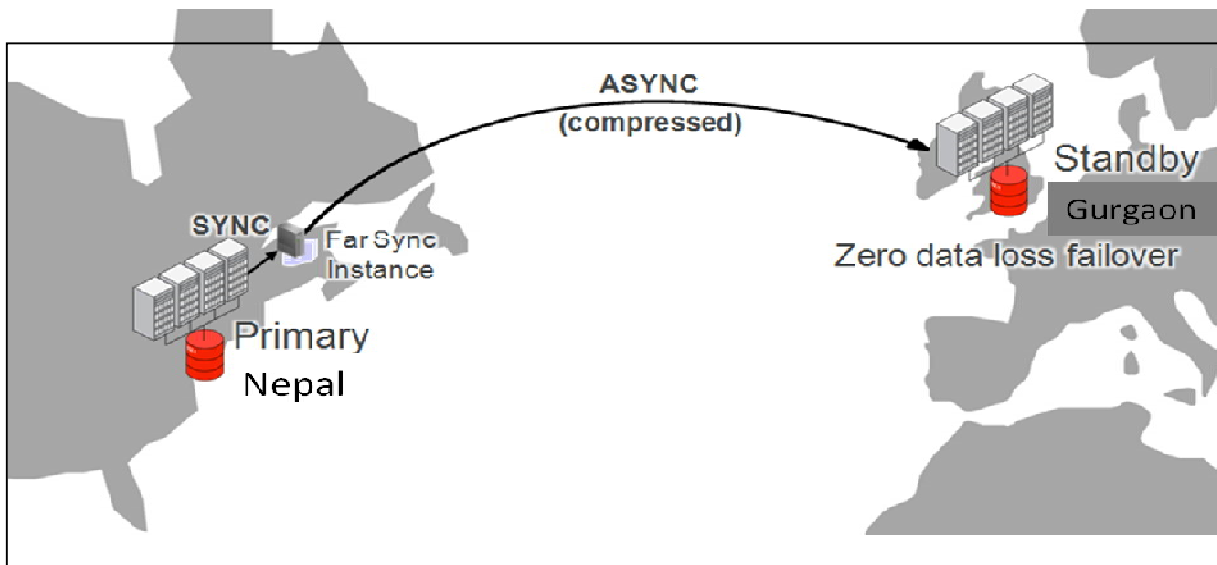 ASYNC
(compressed)
Standby
Gurgaon
Zero data loss failover
SYNC
Far Sync
Instance
Primary
Nepal